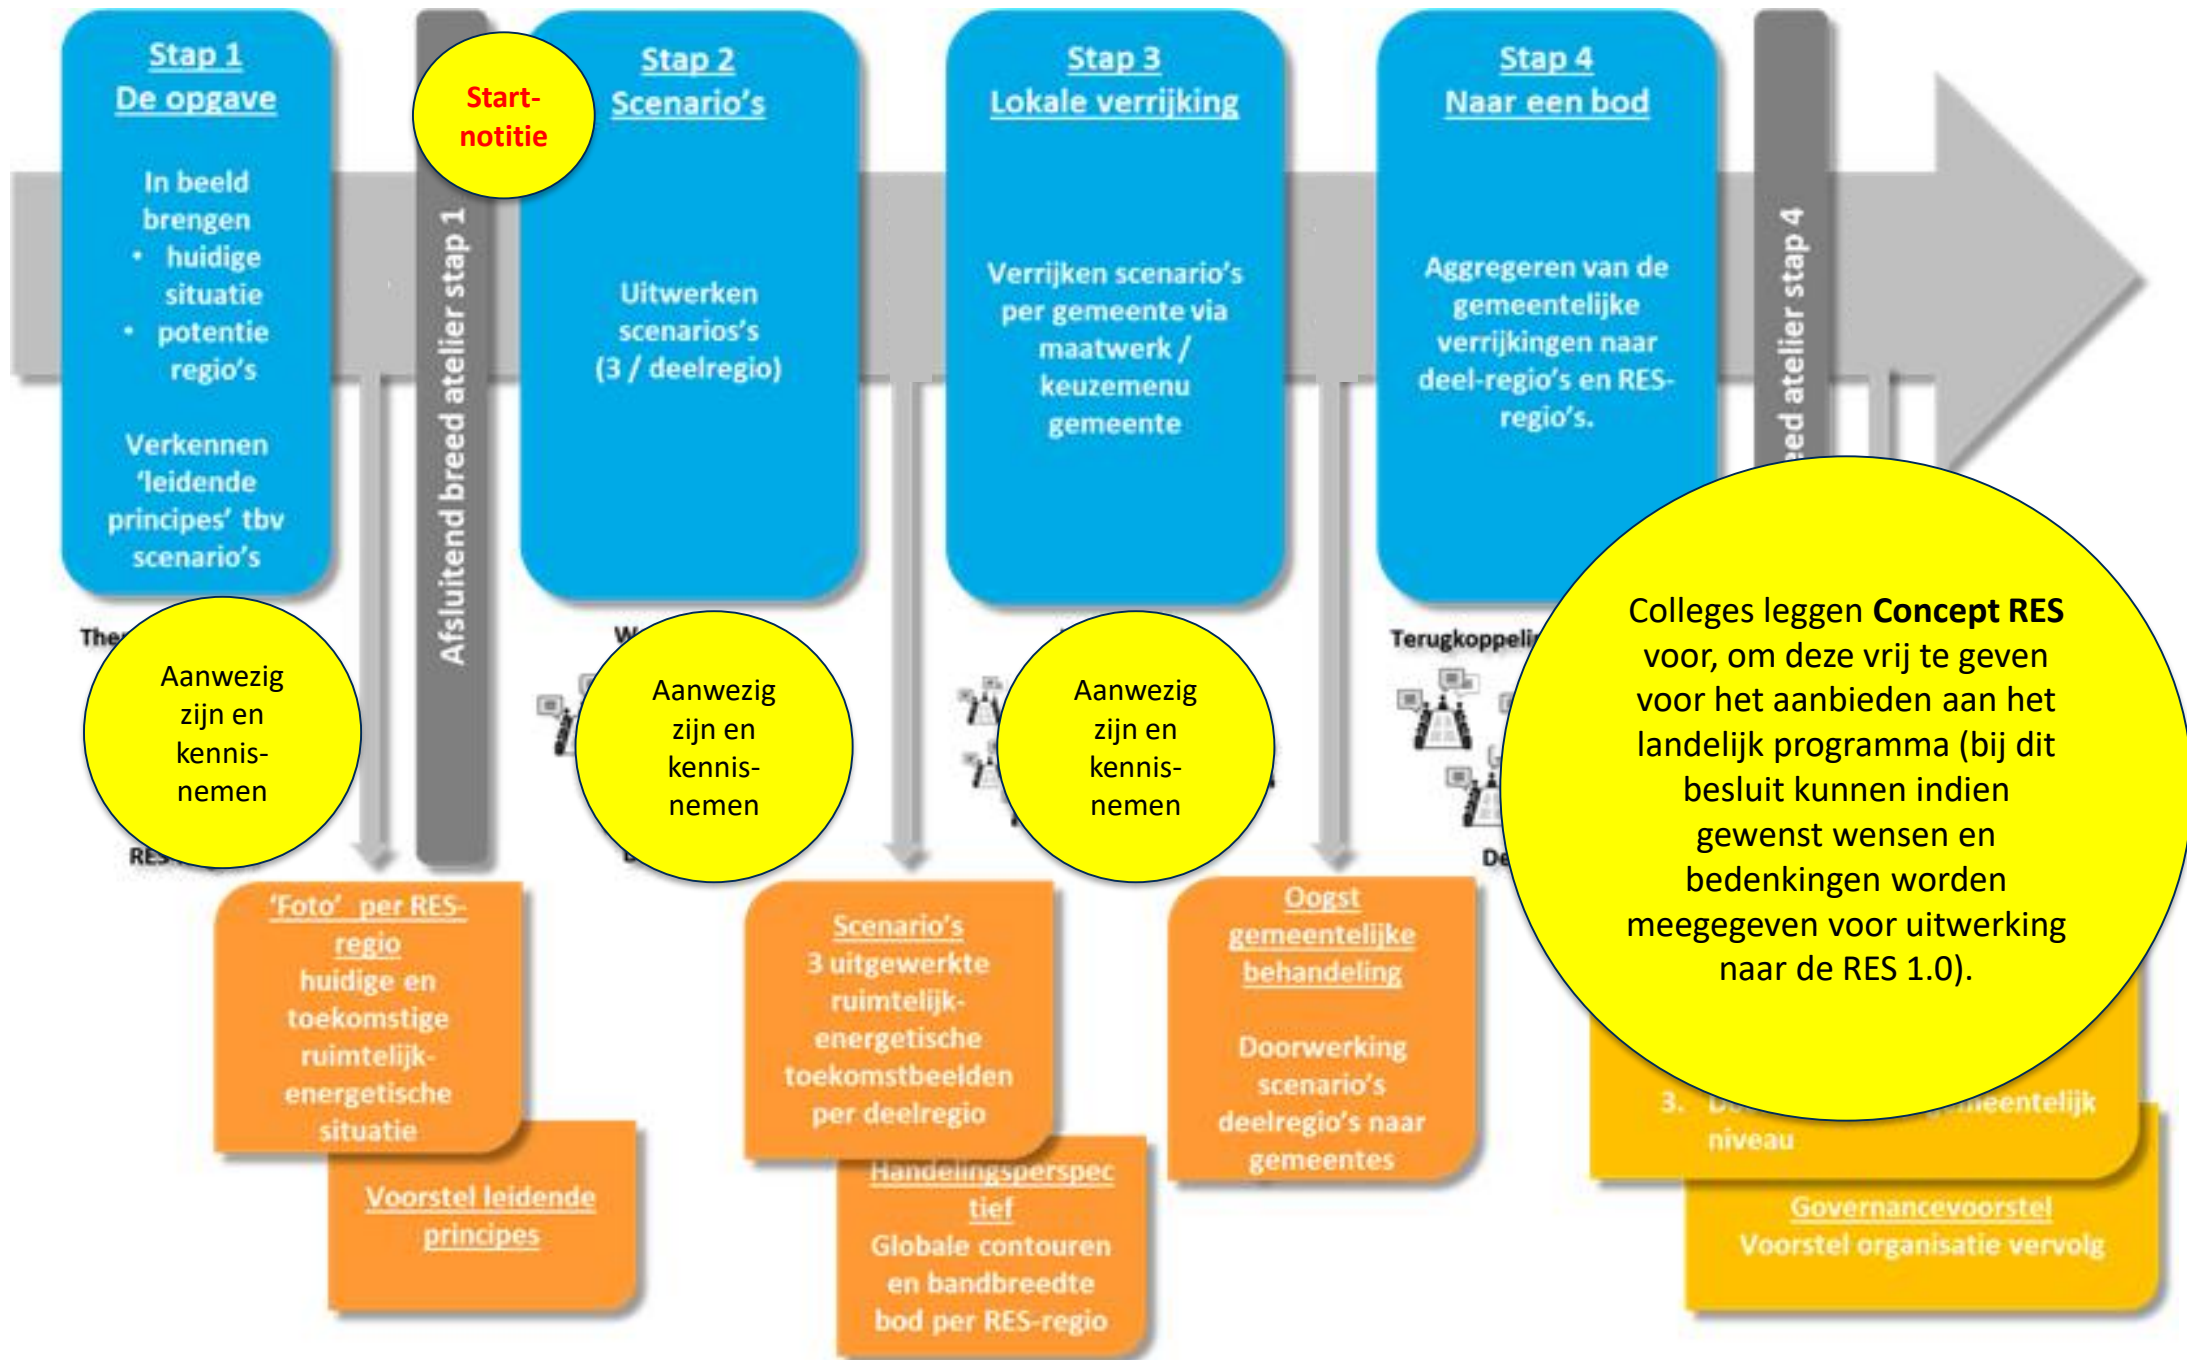 Stap 1
De opgave
In beeld
brengen
• huidige
situatie
• potentie
regio's
Verkennen
'leidende
principes' tbv
scenario's
Afsluitend breed atelier stap 1
Start-
notitie
Stap 2
Scenario's
Uitwerken
scenarios's
(3 / deelregio)
Stap 3
Lokale verrijking
Verrijken scenario's
per gemeente via
maatwerk /
keuzemenu
gemeente
Stap 4
Naar een bod
Aggregeren van de
gemeentelijke
verrijkingen naar
deel-regio's en RES-
regio's.
atelier stap 4
Aanwezig
zijn en
kennis-
nemen
Aanwezig
zijn en
kennis-
nemen
Aanwezig
zijn en
kennis-
nemen
Colleges leggen Concept RES
voor, om deze vrij te geven
voor het aanbieden aan het
landelijk programma (bij dit
besluit kunnen indien
gewenst wensen en
bedenkingen worden
meegegeven voor uitwerking
naar de RES 1.0).
'Foto' per RES-
regio
huidige en
toekomstige
ruimtelijk-
energetische
situatie
Voorstel leidende
principes
Scenario's
3 uitgewerkte
ruimtelijk-
energetische
toekomstbeelden
per deelregio
Handelingsperspec
tief
Globale contouren
en bandbreedte
bod per RES-regio
Oogst
gemeentelijke
behandeling
Doorwerking
scenario's
deelregio's naar
gemeentes
3.
niveau
Governancevoorstel
Voorstel organisatie vervolg